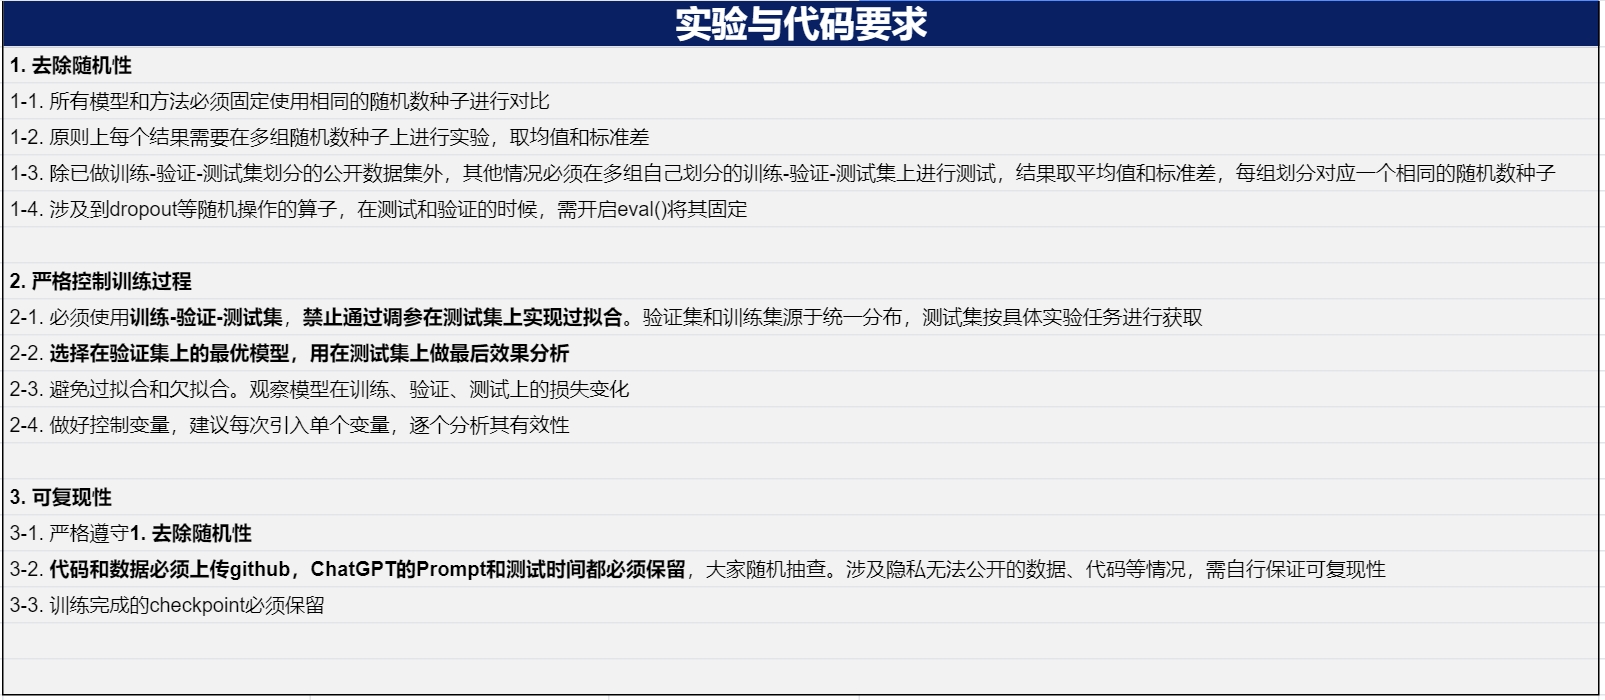 实验与代码要求
1. 去除随机性
1-1. 所有模型和方法必须固定使用相同的随机数种子进行对比
1-2. 原则上每个结果需要在多组随机数种子上进行实验，取均值和标准差
1-3. 除已做训练-验证-测试集划分的公开数据集外，其他情况必须在多组自己划分的训练-验证-测试集上进行测试，结果取平均值和标准差，每组划分对应一个相同的随机数种子
1-4. 涉及到dropout等随机操作的算子，在测试和验证的时候，需开启eval()将其固定
2. 严格控制训练过程
2-1. 必须使用训练-验证-测试集，禁止通过调参在测试集上实现过拟合。验证集和训练集源于统一分布，测试集按具体实验任务进行获取
2-2. 选择在验证集上的最优模型，用在测试集上做最后效果分析
2-3. 避免过拟合和欠拟合。观察模型在训练、验证、测试上的损失变化
2-4. 做好控制变量，建议每次引入单个变量，逐个分析其有效性
3. 可复现性
3-1. 严格遵守1. 去除随机性
3-2. 代码和数据必须上传github，ChatGPT的Prompt和测试时间都必须保留，大家随机抽查。涉及隐私无法公开的数据、代码等情况，需自行保证可复现性
3-3. 训练完成的checkpoint必须保留